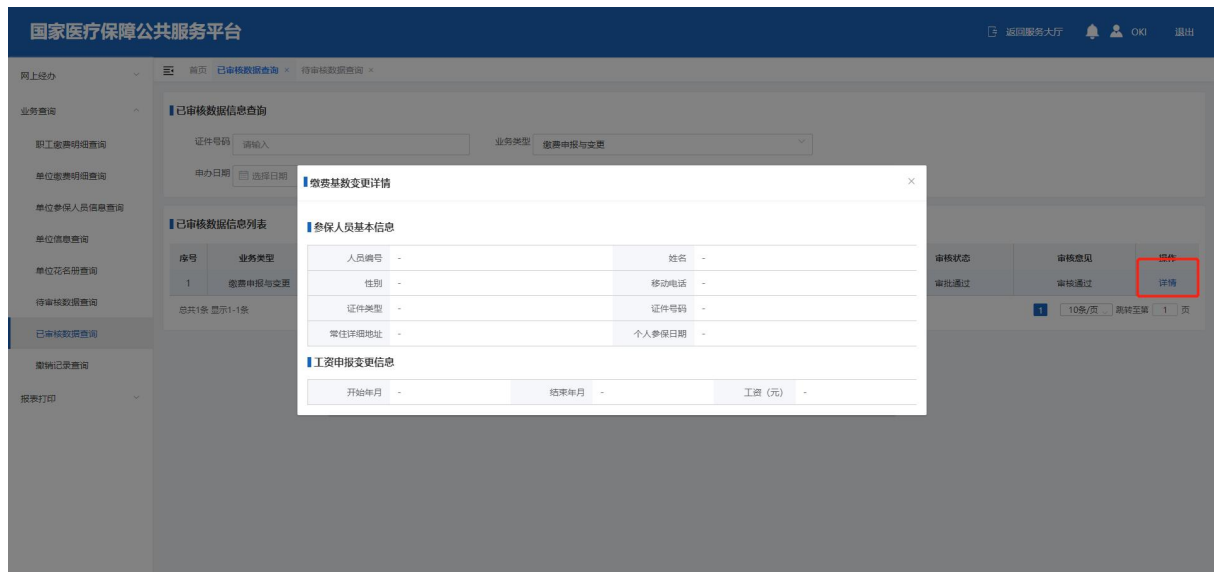 国家医疗保障公共服务平台
返回服务大厅 OKI 退出
网上经办
首页 已审核数据查询 × 待审核数据查询 ×
业务查询
已审核数据信息查询
职工缴费明细查询
证件号码 请输入 业务类型 缴费申报与变更
单位缴费明细查询
申办日期 选择日期
缴费基数变更详情 ×
单位参保人员信息查询
已审核数据信息列表
参保人员基本信息
单位信息查询
序号 业务类型 审核状态 审核意见 操作
人员编号 - 姓名 -
单位花名册查询
1 缴费申报与变更 审批通过 审核通过 详情
性别 - 移动电话 -
待审核数据查询
总共1条 显示1-1条 1 10条/页 跳转至第 1 页
证件类型 - 证件号码 -
已审核数据查询
常住详细地址 - 个人参保日期 -
撤销记录查询
工资申报变更信息
报表打印
开始年月 - 结束年月 - 工资（元） -